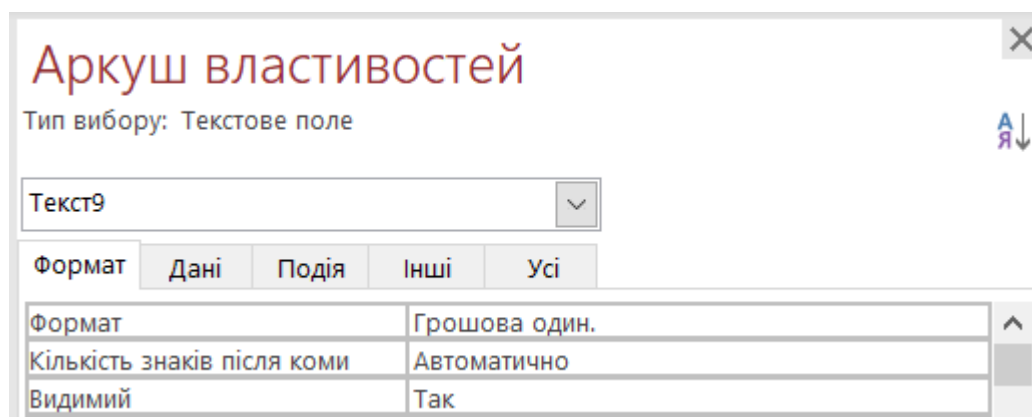 Аркуш властивостей
Тип вибору: Текстове поле
А
Я
Текст9
Формат Дані Подія Інші Усі
Формат Грошова один.
Кількість знаків після коми Автоматично
Видимий Так